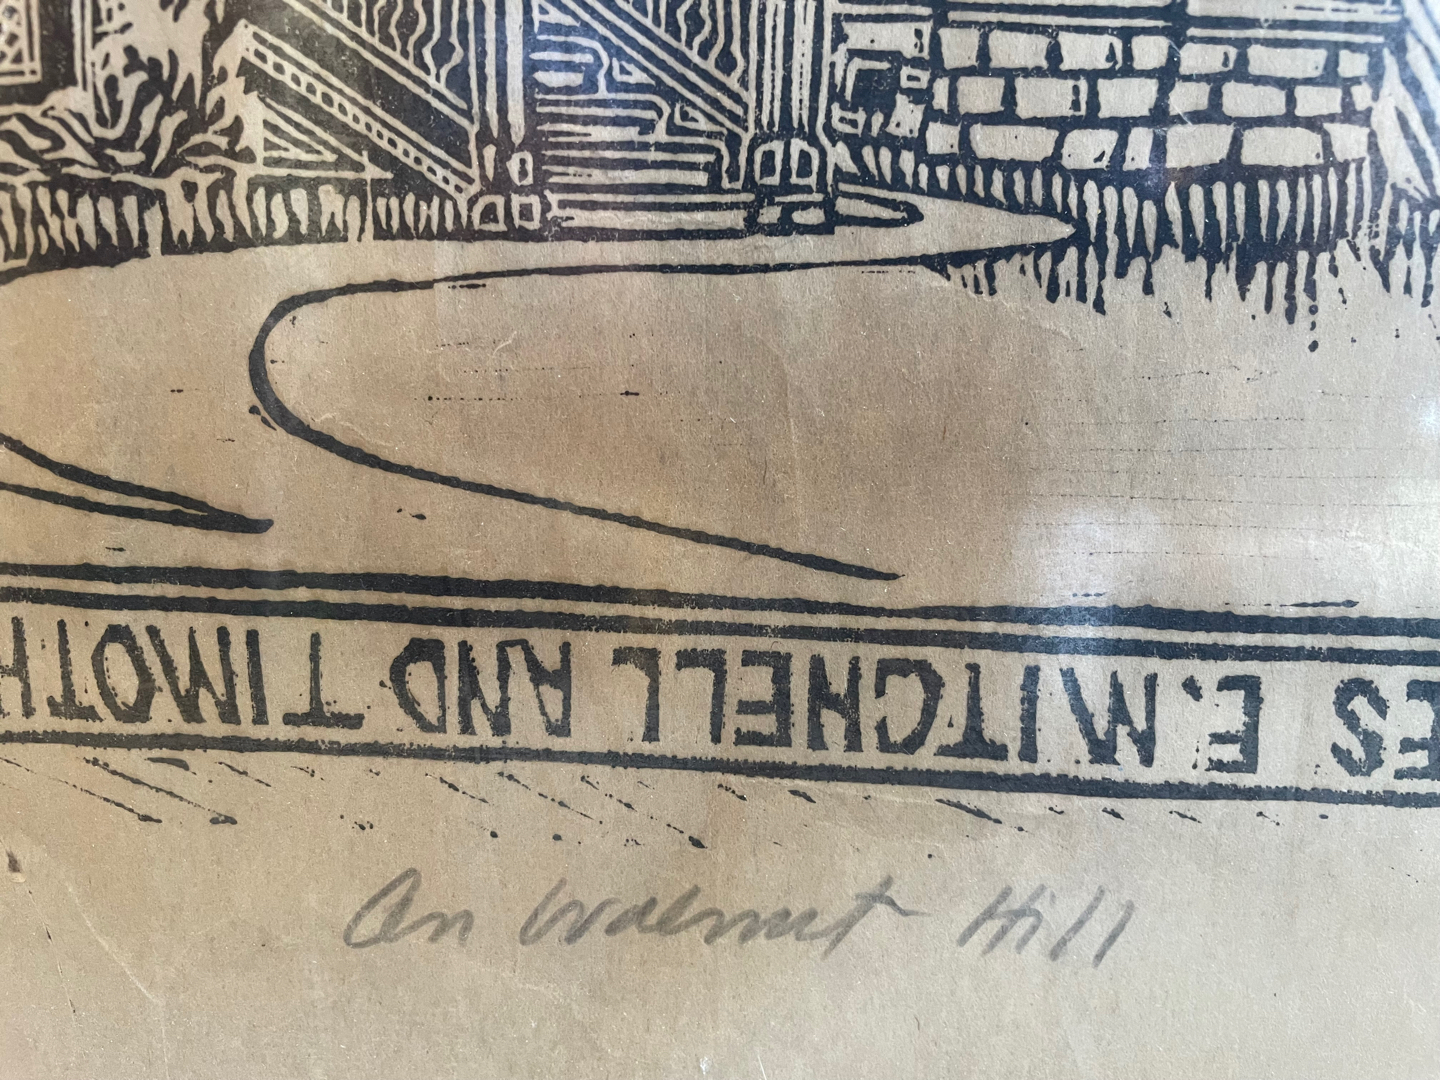 ES E. MITCHELL AND TIMOTH
On Walnut Hill